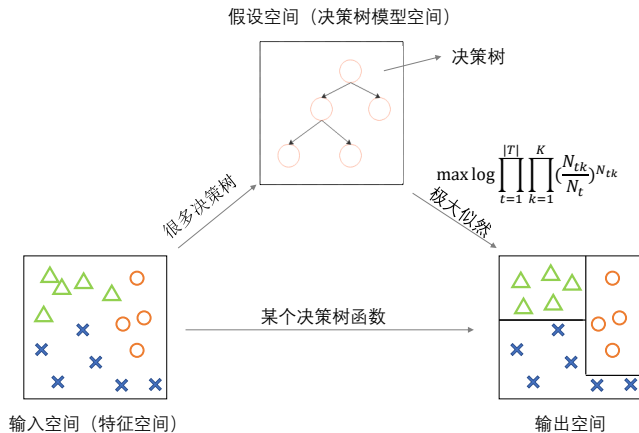 假设空间（决策树模型空间）
决策树
max log ∏_{t=1}^{|T|} ∏_{k=1}^{K} (N_{tk}/N_t)^{N_{tk}}
很多决策树
极大似然
某个决策树函数
输入空间（特征空间）
输出空间